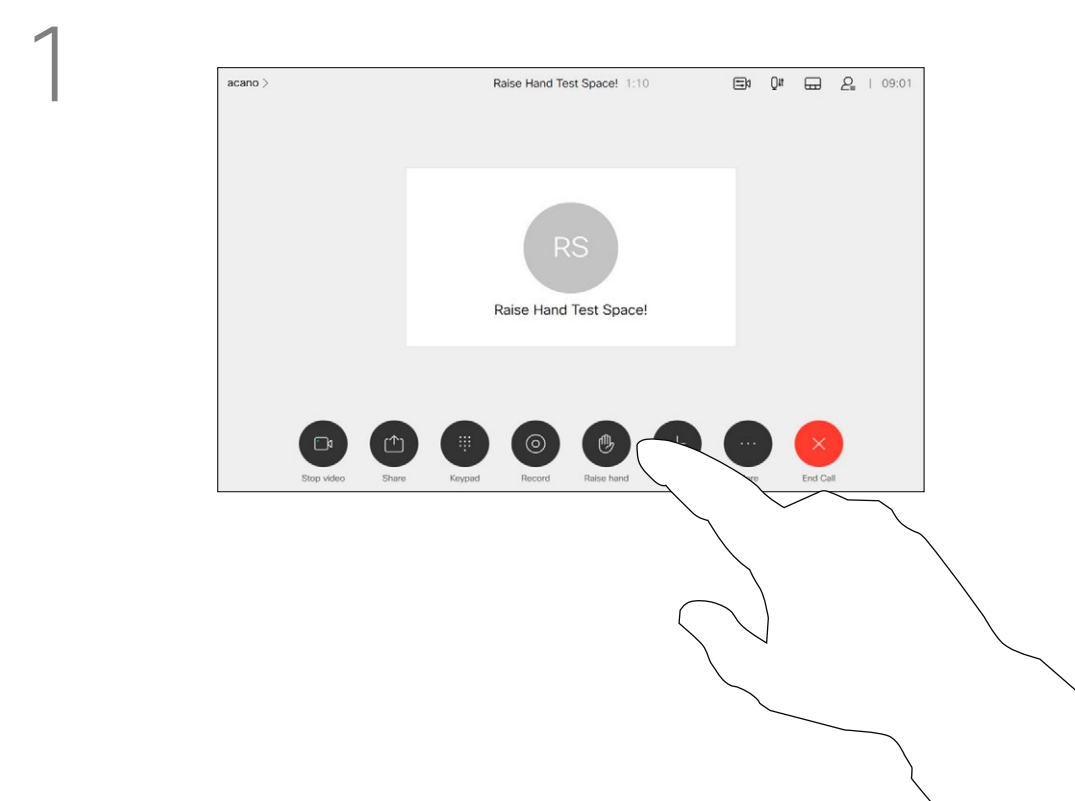 1
acano > Raise Hand Test Space! 1:10 | 09:01
RS
Raise Hand Test Space!
Stop video Share Keypad Record Raise hand End Call